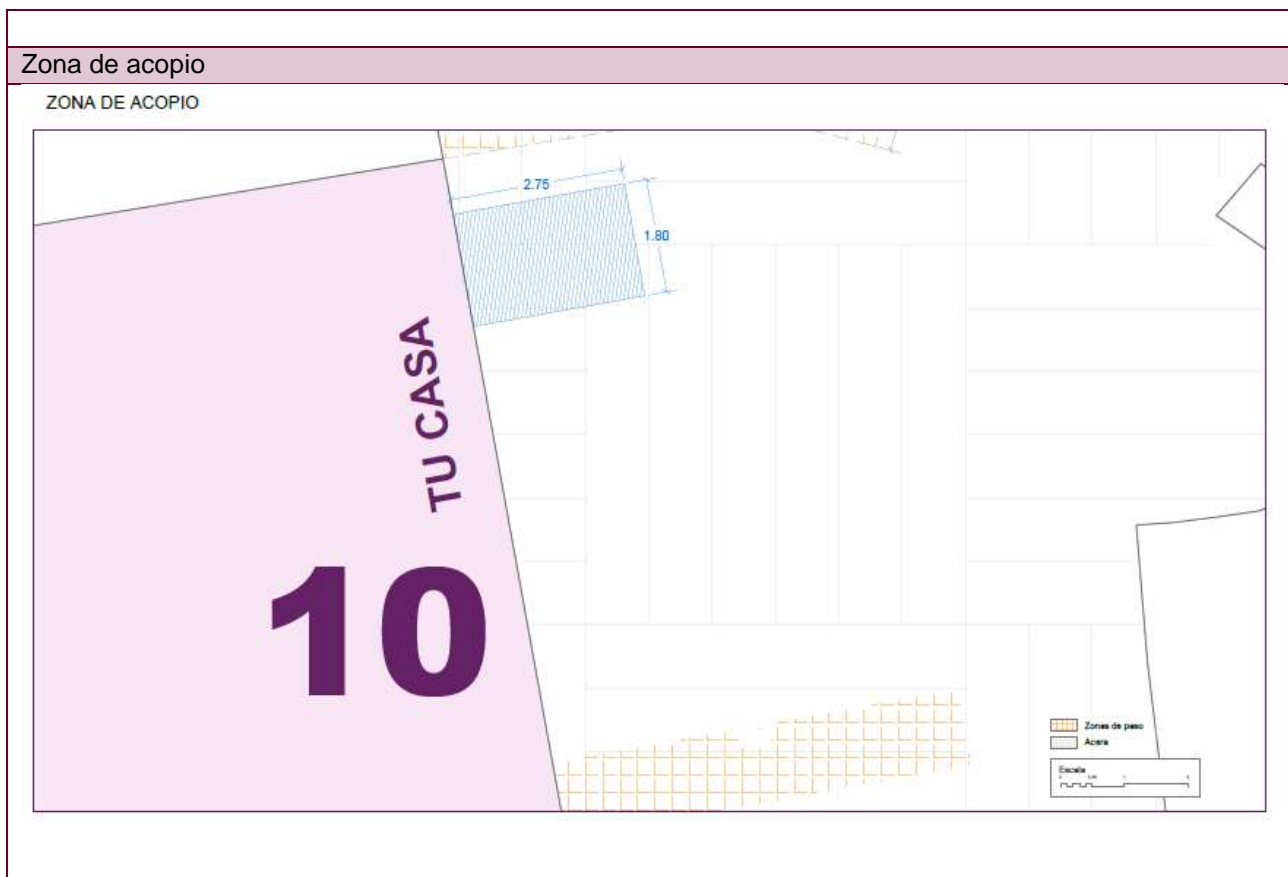 Zona de acopio
ZONA DE ACOPIO
2.75
1.80
TU CASA
10
Zonas de paso
Acera
Escala